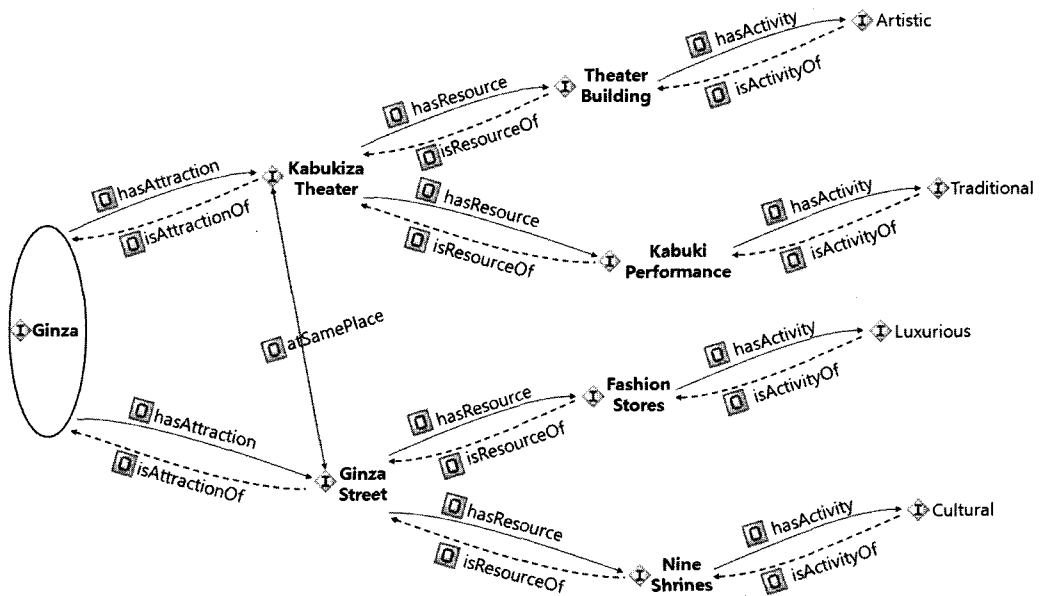 I Artistic
O hasActivity
I Theater
Building
O isActivityOf
O hasResource
O isResourceOf
O hasAttraction
I Kabukiza
Theater
I Traditional
O hasResource
O hasActivity
O isAttractionOf
O isResourceOf
I Kabuki
Performance
O isActivityOf
I Ginza
O atSamePlace
O hasActivity
I Luxurious
I Fashion
Stores
O hasResource
O isActivityOf
O hasAttraction
O isResourceOf
O isAttractionOf
I Ginza
Street
O hasResource
O hasActivity
I Cultural
O isResourceOf
I Nine
Shrines
O isActivityOf